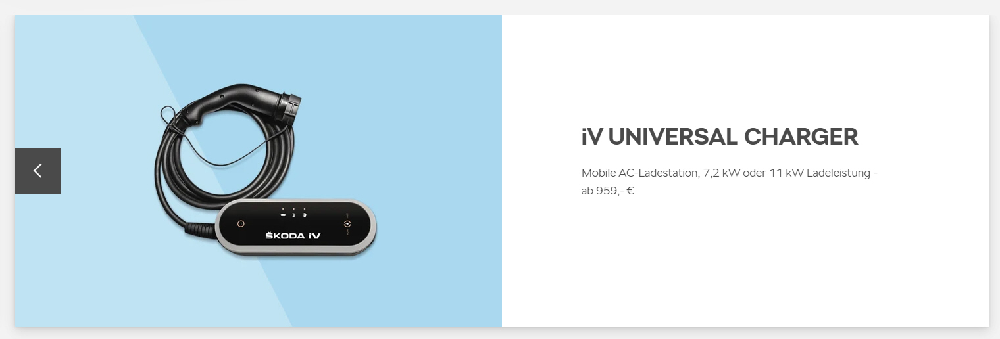 iV UNIVERSAL CHARGER
Mobile AC-Ladestation, 7,2 kW oder 11 kW Ladeleistung -
ab 959,- €
ŠKODA iV